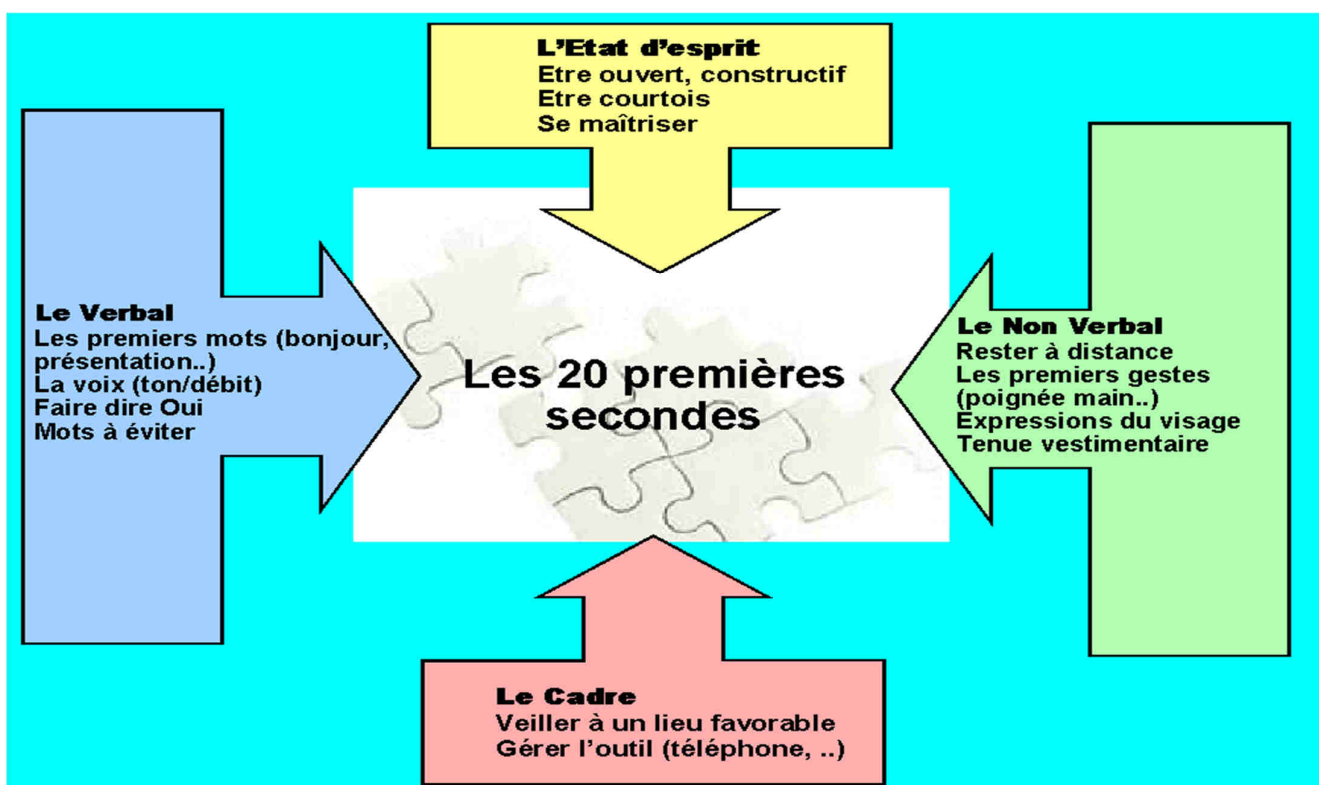 L'Etat d'esprit
Etre ouvert, constructif
Etre courtois
Se maîtriser
Le Verbal
Les premiers mots (bonjour,
présentation..)
La voix (ton/débit)
Faire dire Oui
Mots à éviter
Les 20 premières
secondes
Le Non Verbal
Rester à distance
Les premiers gestes
(poignée main..)
Expressions du visage
Tenue vestimentaire
Le Cadre
Veiller à un lieu favorable
Gérer l'outil (téléphone, ..)